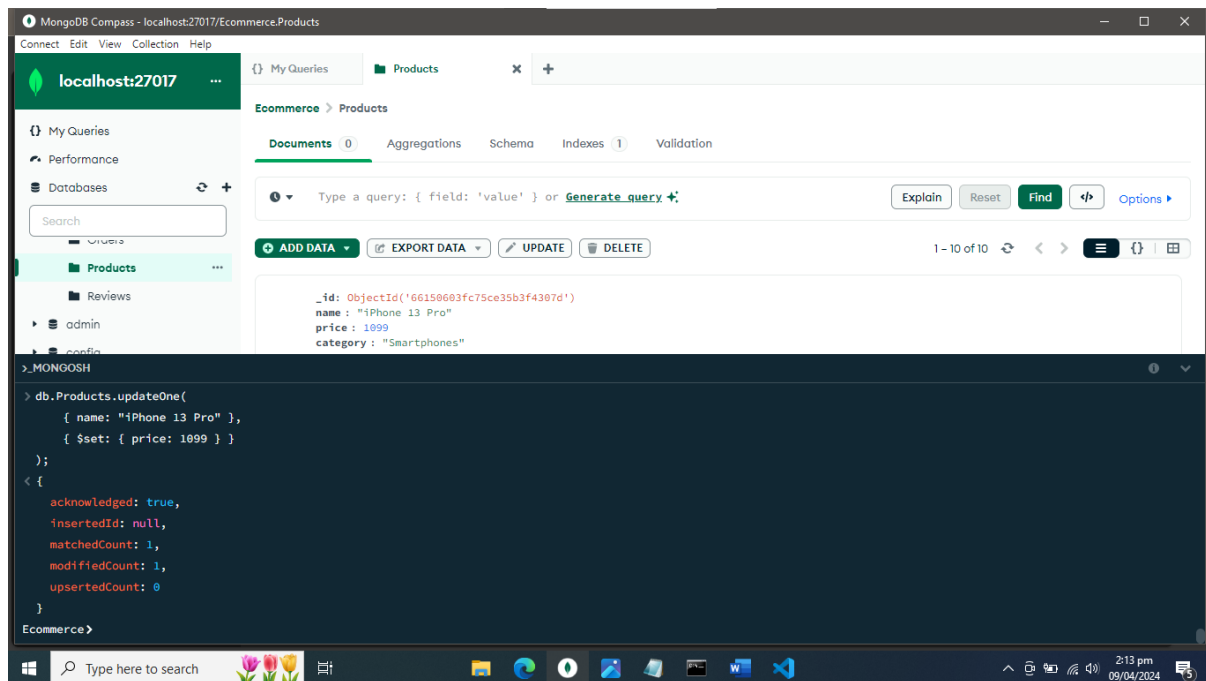 MongoDB Compass - localhost:27017/Ecommerce.Products
Connect Edit View Collection Help
localhost:27017 ...
{} My Queries
Products
Ecommerce > Products
{} My Queries
Performance
Databases
Search
Orders
Products ...
Reviews
admin
config
Documents 0 Aggregations Schema Indexes 1 Validation
Type a query: { field: 'value' } or Generate query
Explain Reset Find </> Options
ADD DATA EXPORT DATA UPDATE DELETE 1 – 10 of 10 {}
_id: ObjectId('66150603fc75ce35b3f4307d')
name : "iPhone 13 Pro"
price : 1099
category : "Smartphones"
>_MONGOSH
> db.Products.updateOne(
{ name: "iPhone 13 Pro" },
{ $set: { price: 1099 } }
);
< {
acknowledged: true,
insertedId: null,
matchedCount: 1,
modifiedCount: 1,
upsertedCount: 0
}
Ecommerce>
Type here to search
2:13 pm
09/04/2024
5